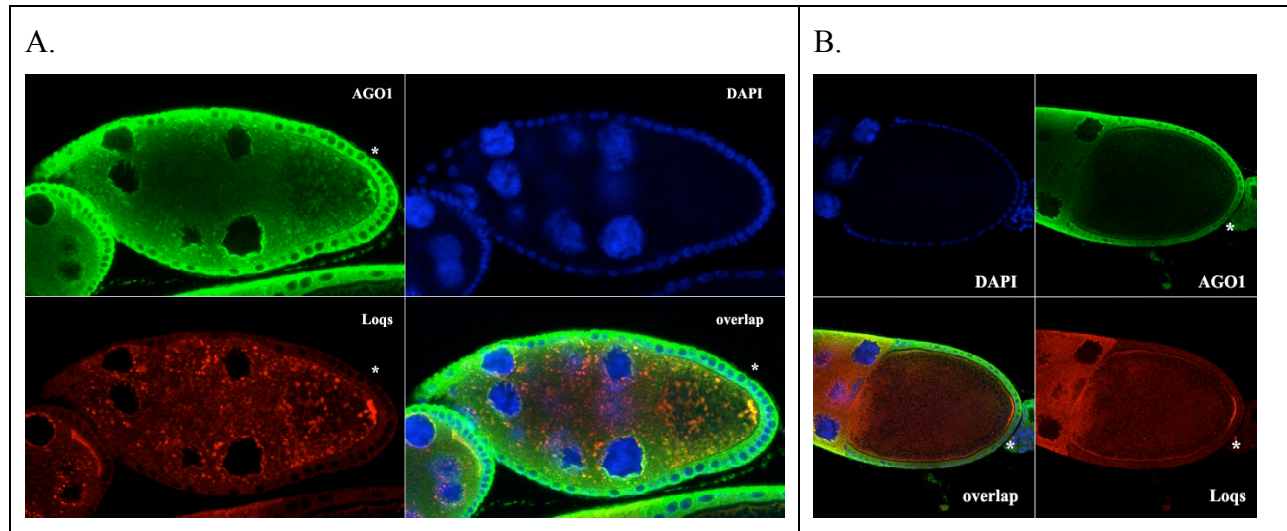 A.
AGO1
DAPI
*
Loqs
overlap
*
*
B.
DAPI
AGO1
*
overlap
*
Loqs
*